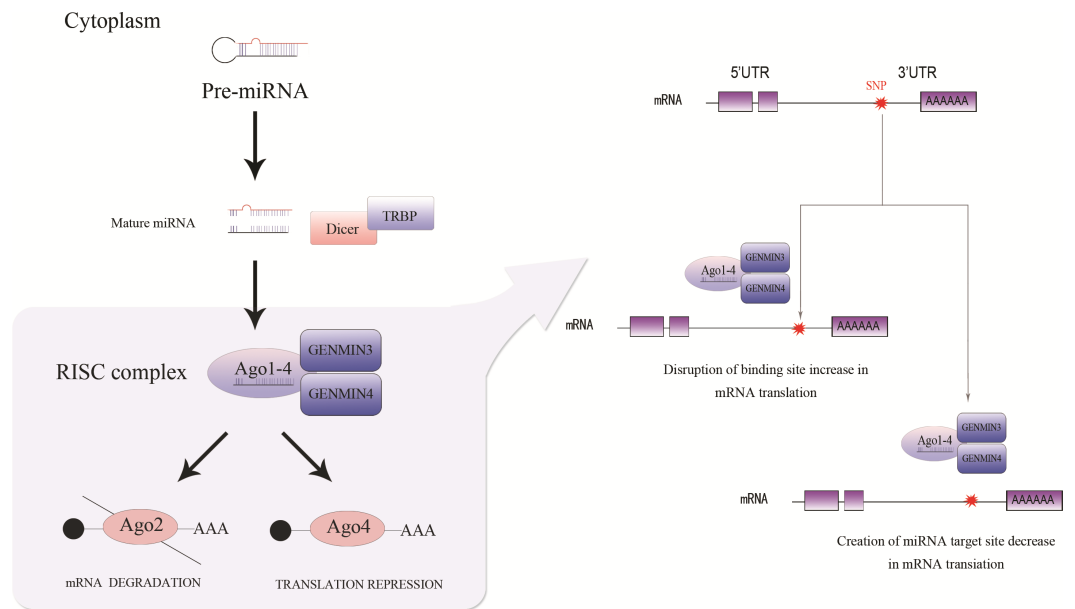 Cytoplasm
Pre-miRNA
Mature miRNA
Dicer
TRBP
RISC complex
Ago1-4
GENMIN3
GENMIN4
Ago2
AAA
Ago4
AAA
mRNA DEGRADATION
TRANSLATION REPRESSION
5'UTR
3'UTR
SNP
mRNA
AAAAAA
Ago1-4
GENMIN3
GENMIN4
mRNA
AAAAAA
Disruption of binding site increase in
mRNA translation
Ago1-4
GENMIN3
GENMIN4
mRNA
AAAAAA
Creation of miRNA target site decrease
in mRNA transiation